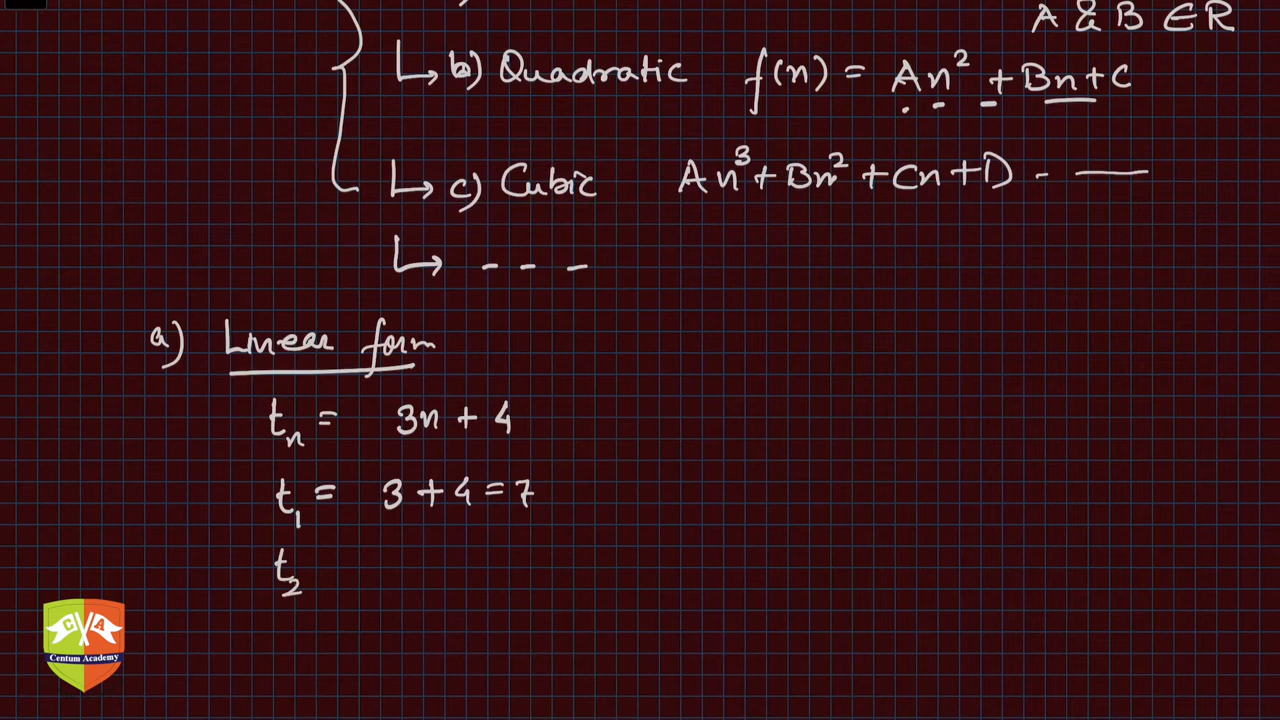 A & B ∈ R
b) Quadratic f(n) = An² + Bn + C
c) Cubic An³ + Bn² + Cn + D - —
- - -
a) Linear form
tₙ = 3n + 4
t₁ = 3 + 4 = 7
t₂
C A
Centum Academy